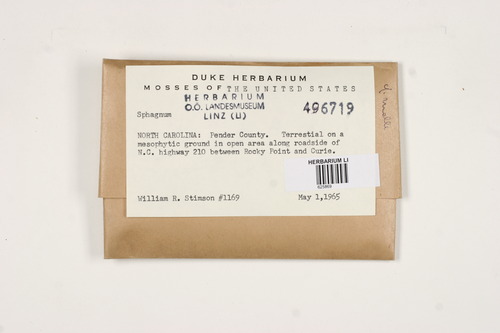 DUKE HERBARIUM
MOSSES OF THE UNITED STATES
HERBARIUM
O.Ö. LANDESMUSEUM
LINZ (U)
496719
Sphagnum
NORTH CAROLINA: Pender County. Terrestial on a
mesophytic ground in open area along roadside of
N.C. highway 210 between Rocky Point and Curie.
HERBARIUM LI
William R. Stimson #1169
May 1,1965